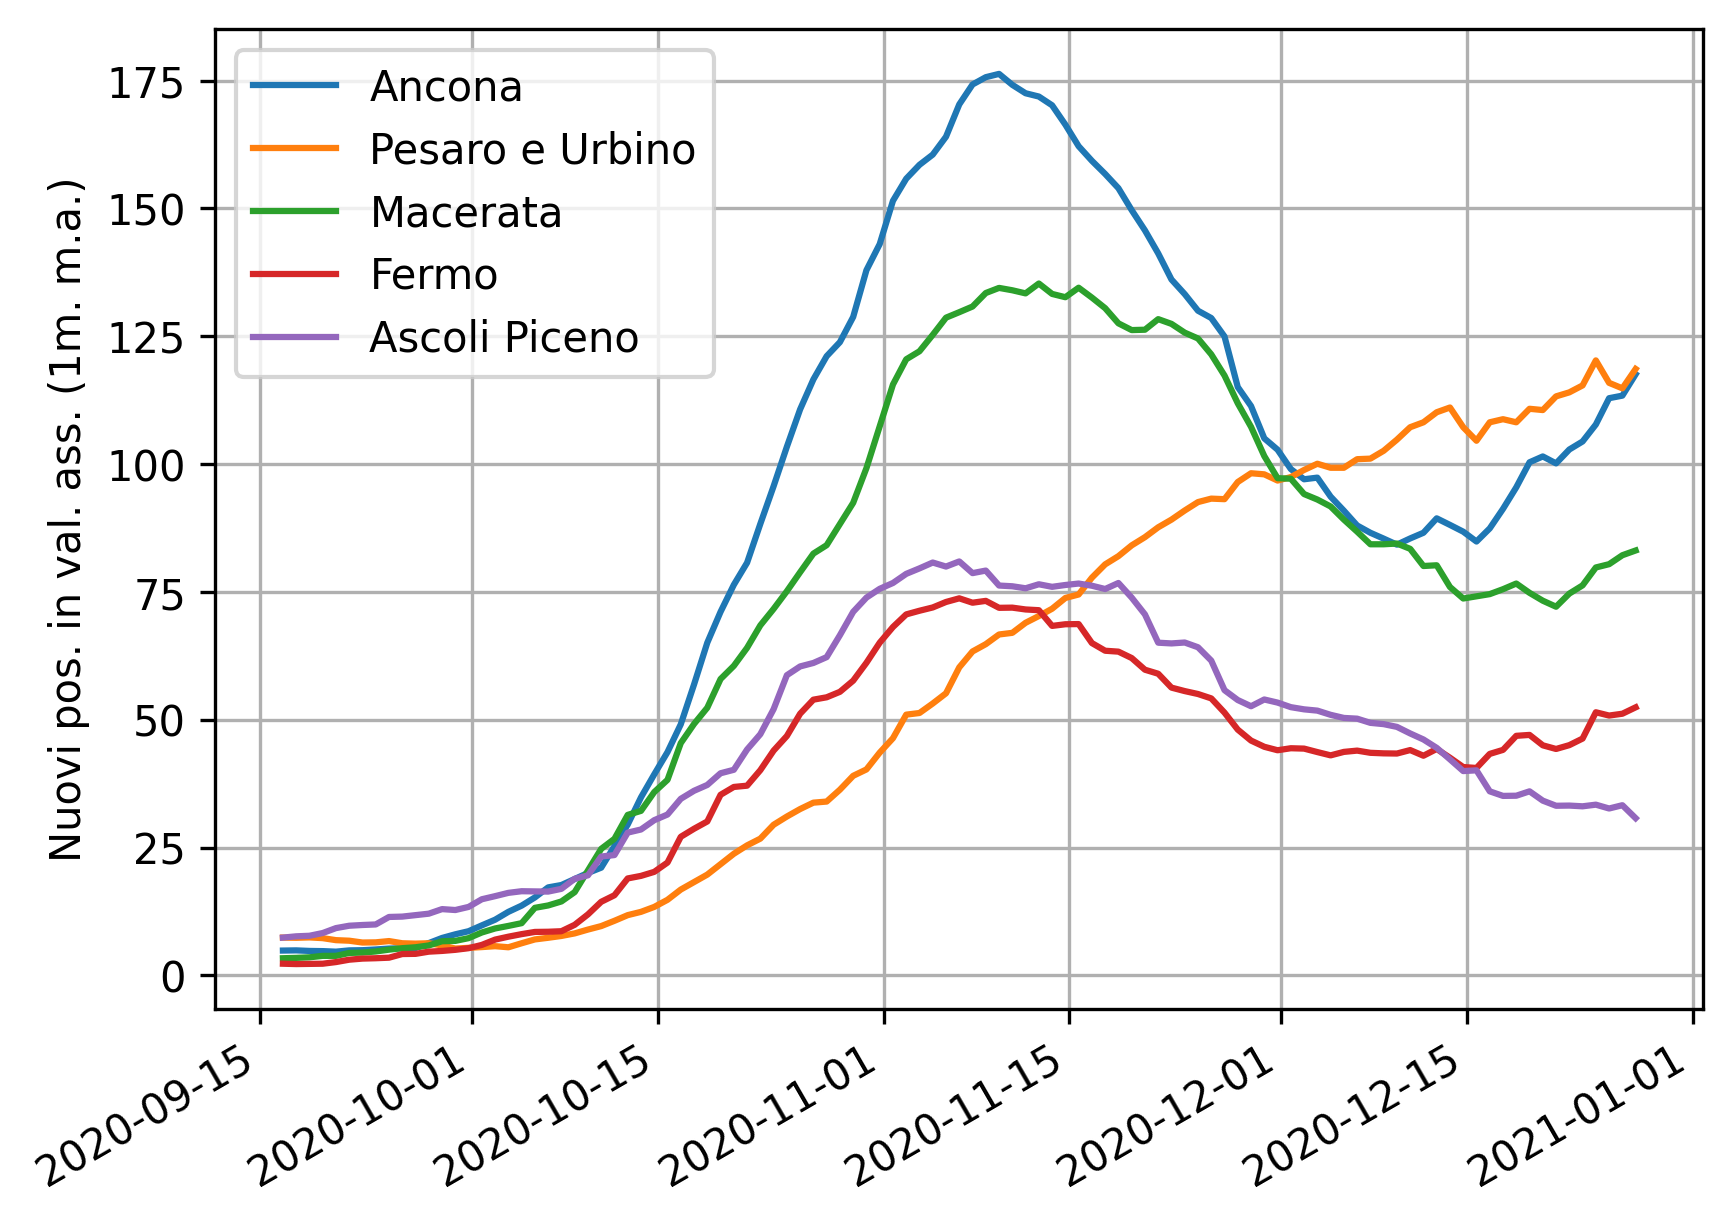 Nuovi pos. in val. ass. (1m. m.a.)
175
150
125
100
75
50
25
0
Ancona
Pesaro e Urbino
Macerata
Fermo
Ascoli Piceno
2020-09-15
2020-10-01
2020-10-15
2020-11-01
2020-11-15
2020-12-01
2020-12-15
2021-01-01